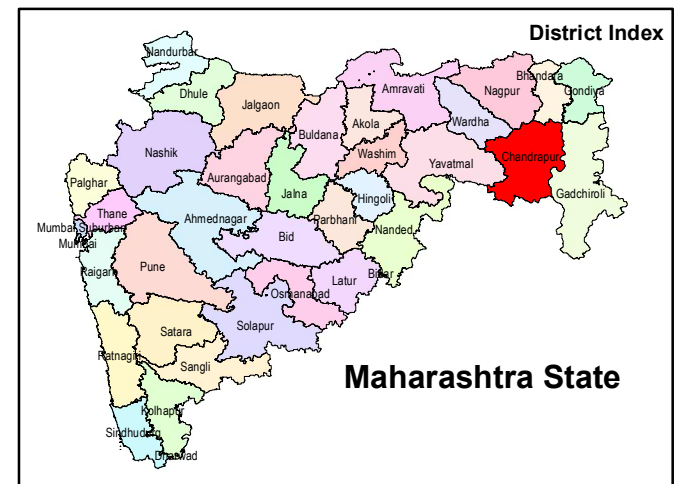 District Index
Nandurbar
Bhandara
Dhule
Amravati
Nagpur
Gondiya
Jalgaon
Buldana
Akola
Wardha
Nashik
Washim
Yavatmal
Chandrapur
Palghar
Aurangabad
Jalna
Hingoli
Gadchiroli
Thane
Ahmednagar
Parbhani
Mumbai Suburban
Nanded
Mumbai
Bid
Raigarh
Pune
Latur
Bidar
Osmanabad
Satara
Solapur
Ratnagiri
Sangli
Maharashtra State
Kolhapur
Sindhudurg
Dharwad